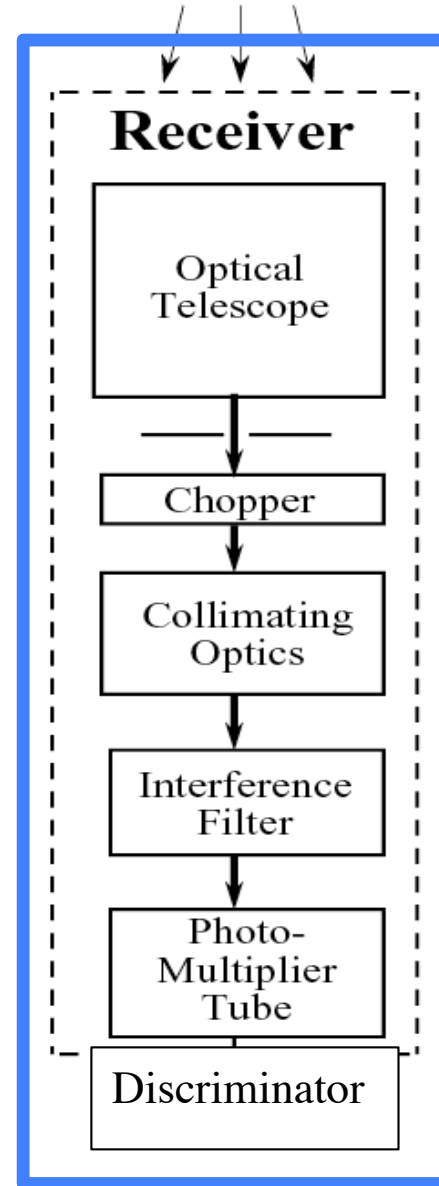 Receiver
Optical
Telescope
Chopper
Collimating
Optics
Interference
Filter
Photo-
Multiplier
Tube
Discriminator